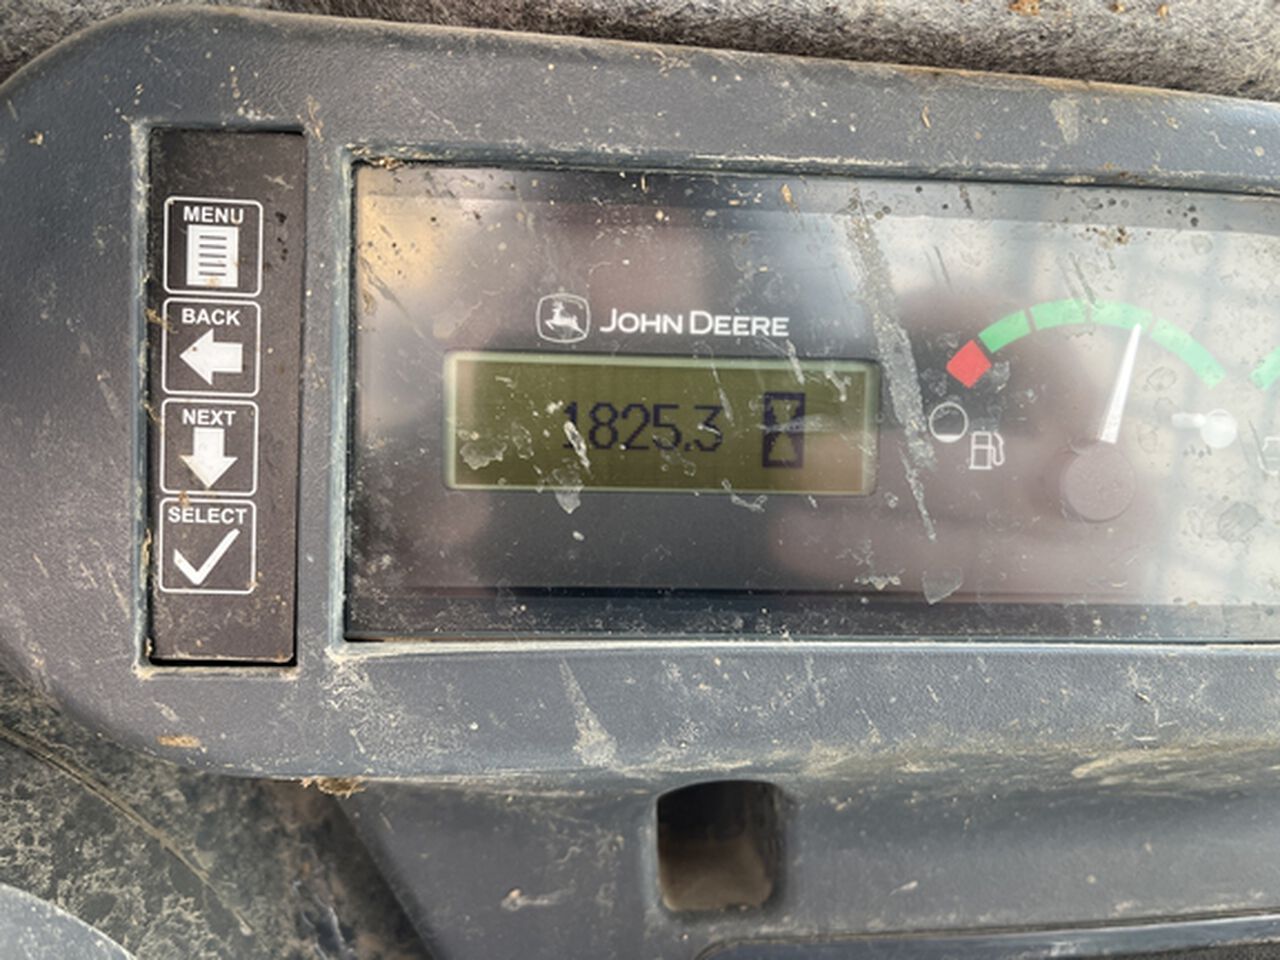 MENU
BACK
NEXT
SELECT
JOHN DEERE
1825.3